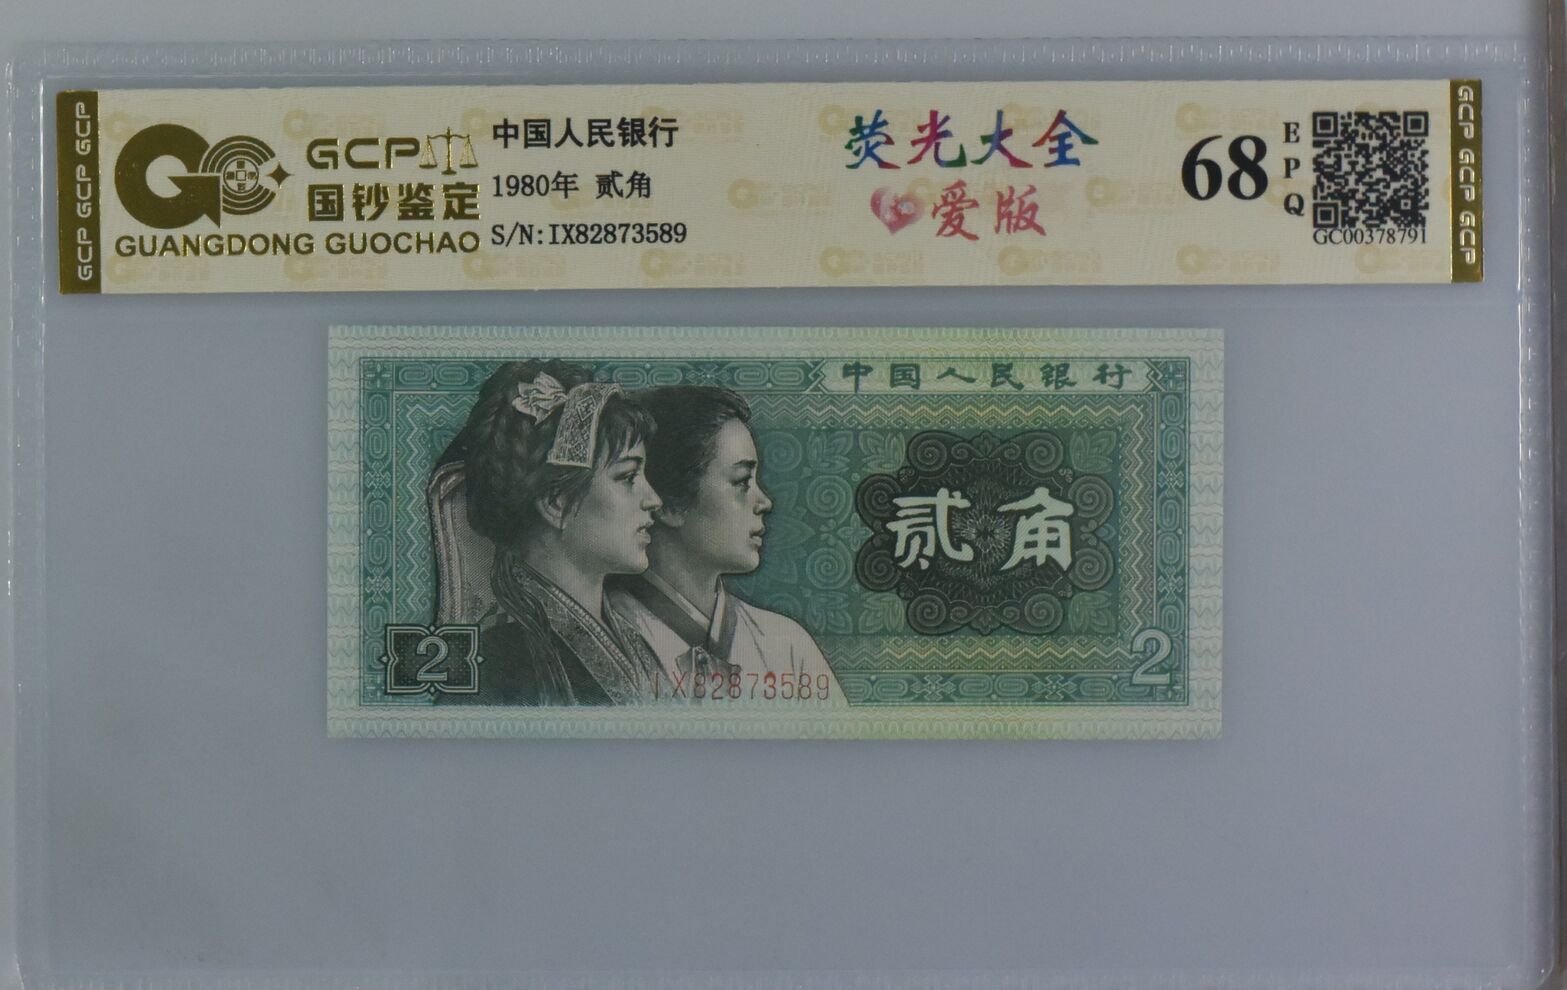 GCP GCP GCP
GCP
国钞鉴定
GUANGDONG GUOCHAO
中国人民银行
1980年 贰角
S/N:IX82873589
荧光大全
爱版
68
EPQ
GC00378791
GCP GCP GCP
中国人民银行
贰角
2
2
IX82873589